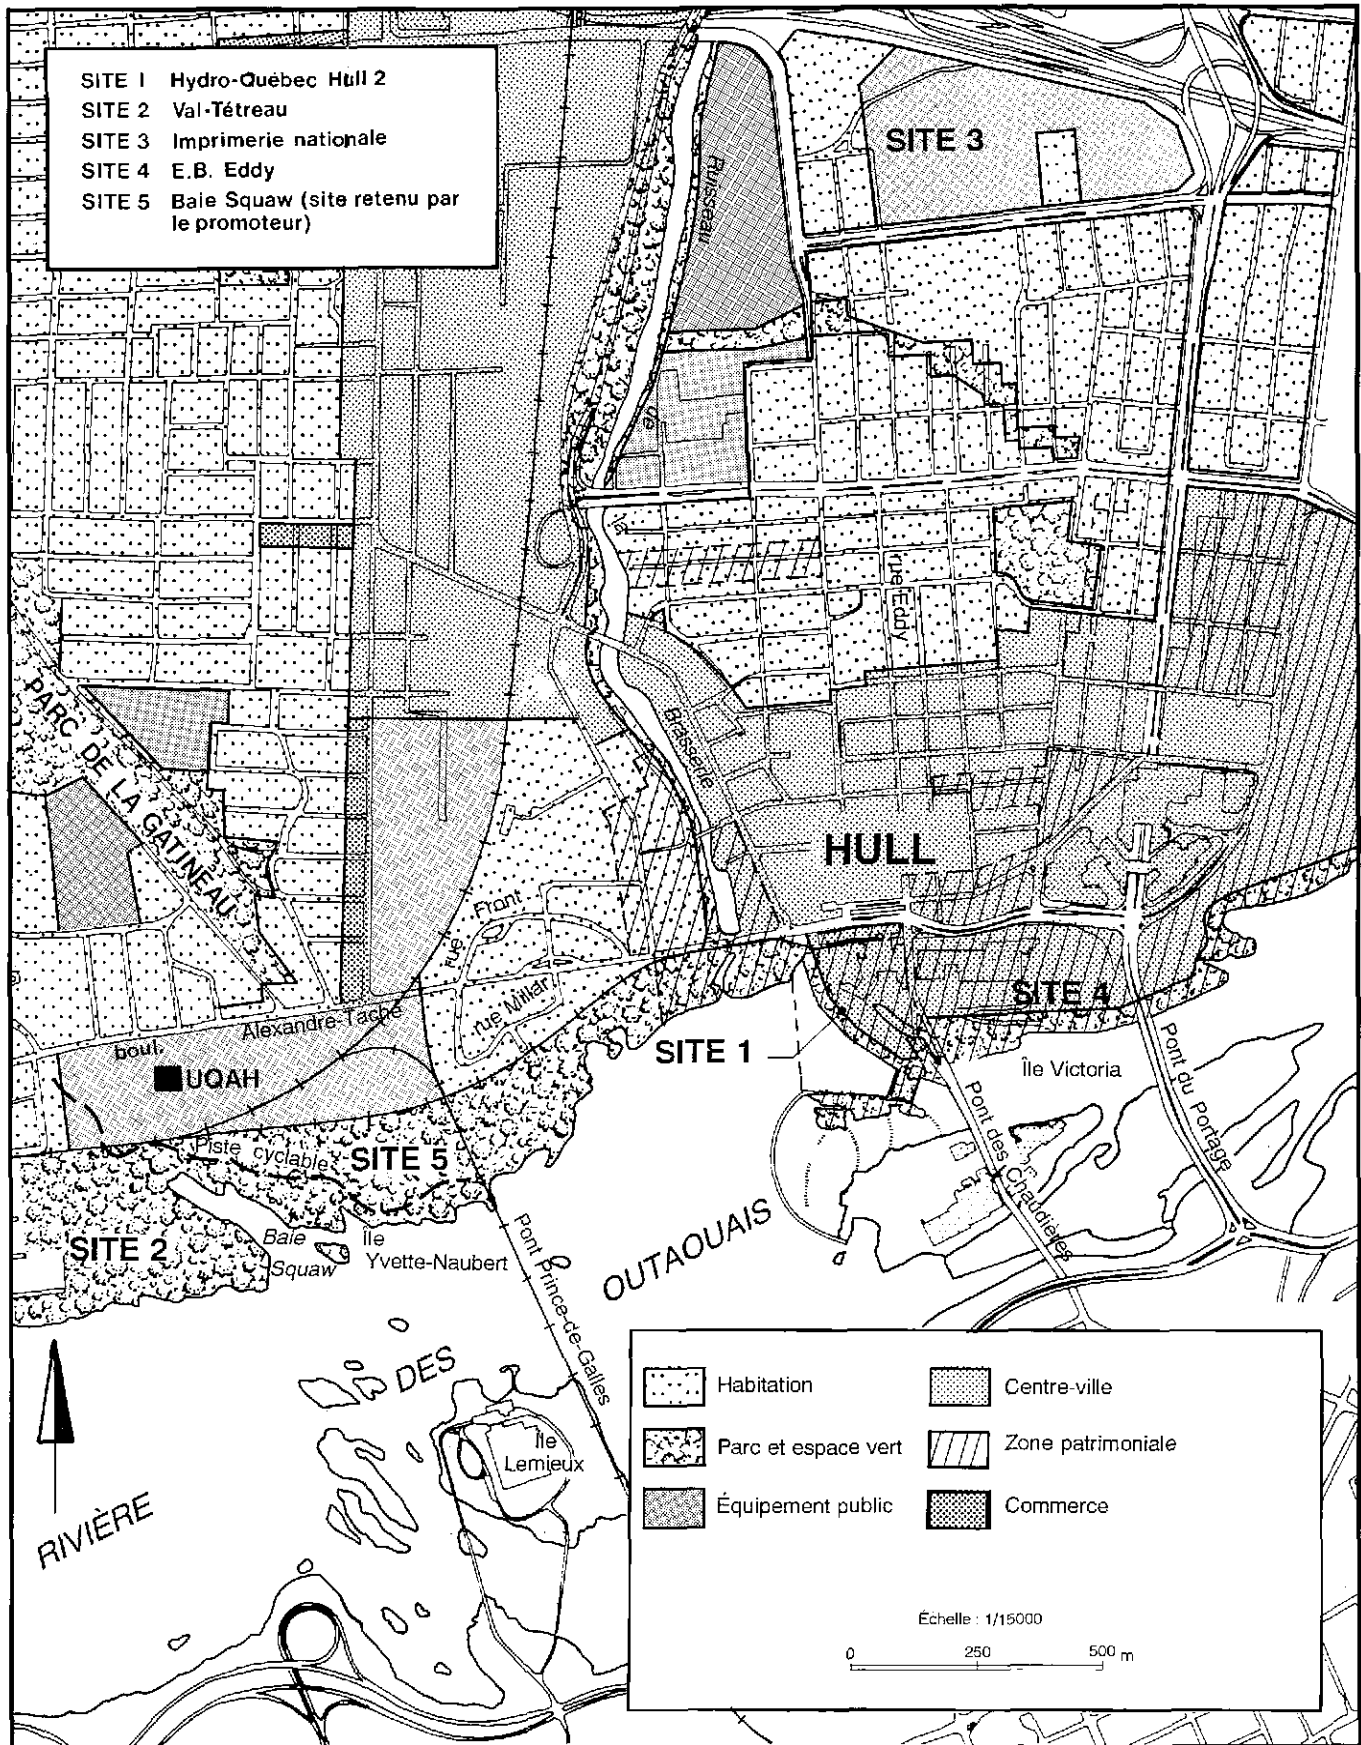 SITE 1 Hydro-Québec Hull 2
SITE 2 Val-Tétreau
SITE 3 Imprimerie nationale
SITE 4 E.B. Eddy
SITE 5 Baie Squaw (site retenu par
le promoteur)
SITE 3
Ruisseau
de
la
Brasserie
rue Eddy
PARC DE LA GATINEAU
HULL
rue Front
rue Millar
boul. Alexandre-Taché
UQAH
SITE 1
SITE 4
Île Victoria
Pont du Portage
Pont des Chaudières
Piste cyclable
SITE 5
SITE 2
Baie
Squaw
Île
Yvette-Naubert
Pont Prince-de-Galles
RIVIÈRE DES OUTAOUAIS
Île
Lemieux
Habitation
Centre-ville
Parc et espace vert
Zone patrimoniale
Équipement public
Commerce
Échelle : 1/15000
0 250 500 m